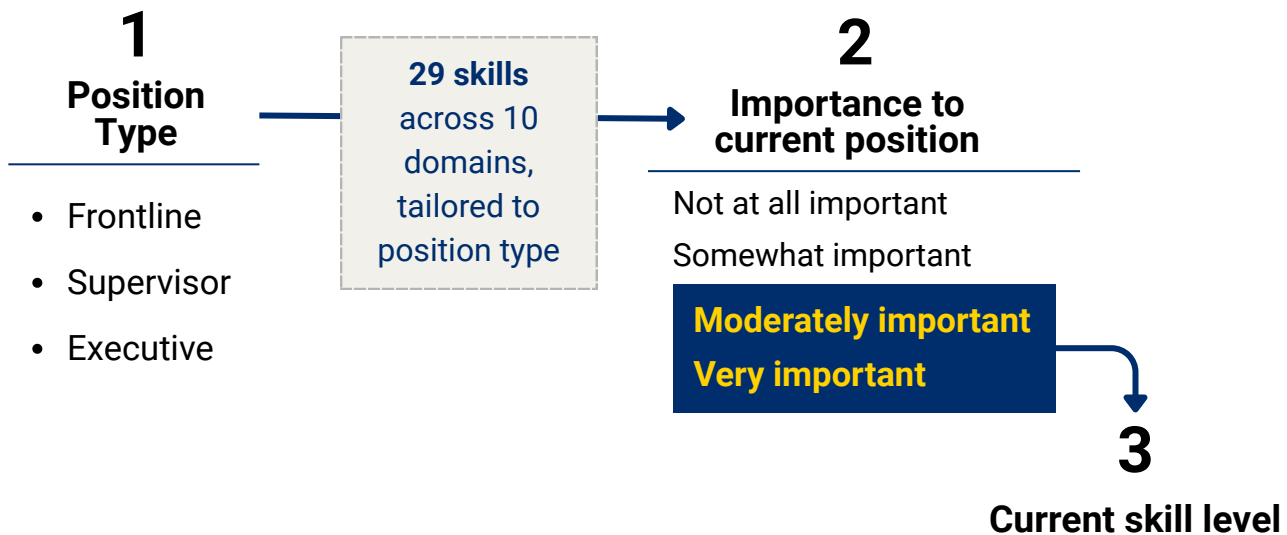 1
Position
Type
• Frontline
• Supervisor
• Executive
29 skills
across 10
domains,
tailored to
position type
2
Importance to
current position
Not at all important
Somewhat important
Moderately important
Very important
3
Current skill level